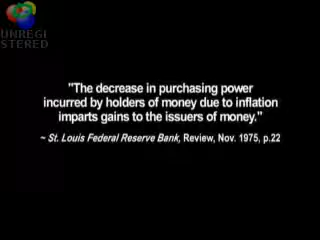 UNREGI
STERED
"The decrease in purchasing power
incurred by holders of money due to inflation
imparts gains to the issuers of money."
~ St. Louis Federal Reserve Bank, Review, Nov. 1975, p.22